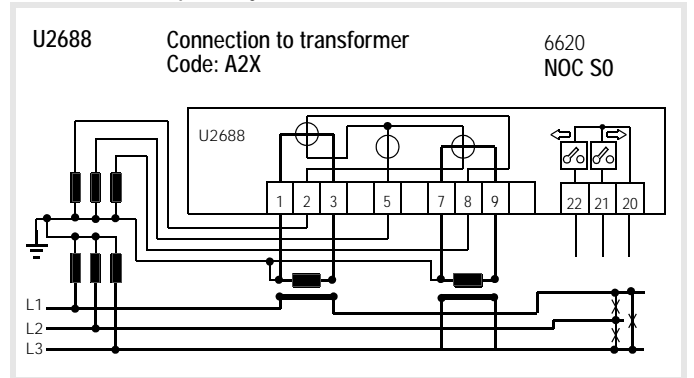 U2688 Connection to transformer 6620
Code: A2X NOC S0
U2688
1 2 3 5 7 8 9 22 21 20
L1
L2
L3